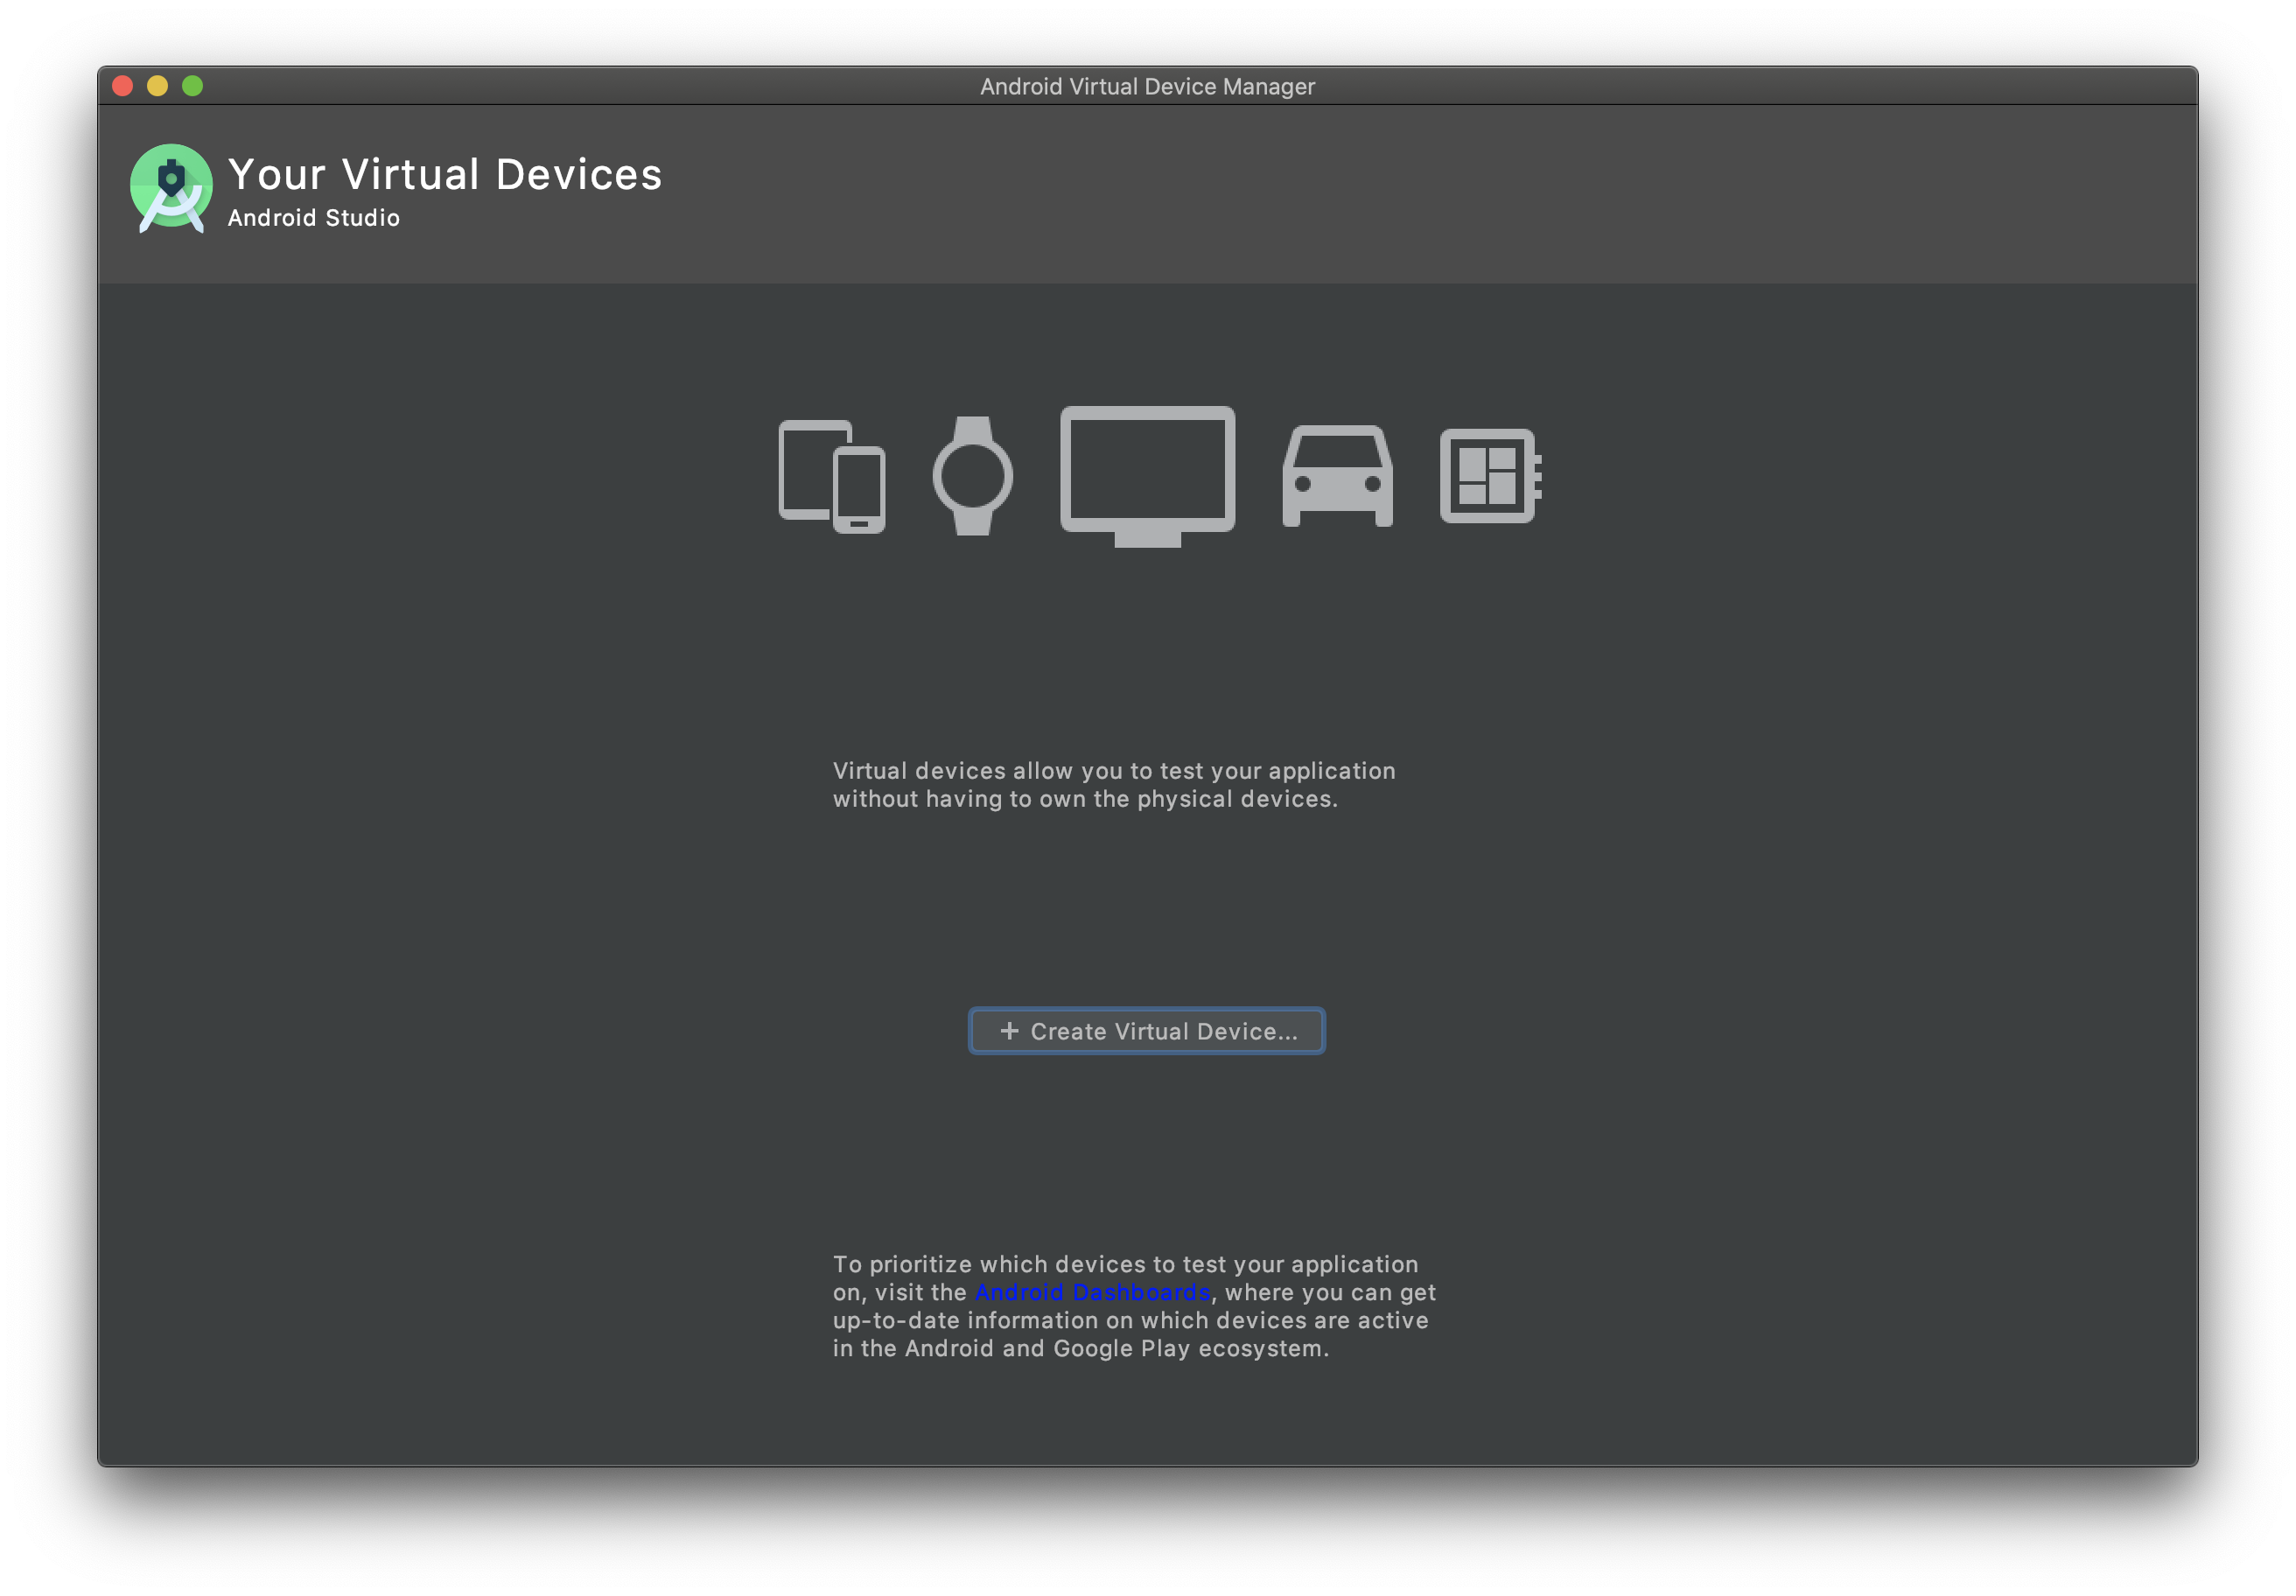 Android Virtual Device Manager
Your Virtual Devices
Android Studio
Virtual devices allow you to test your application
without having to own the physical devices.
+ Create Virtual Device...
To prioritize which devices to test your application
on, visit the Android Dashboards, where you can get
up-to-date information on which devices are active
in the Android and Google Play ecosystem.